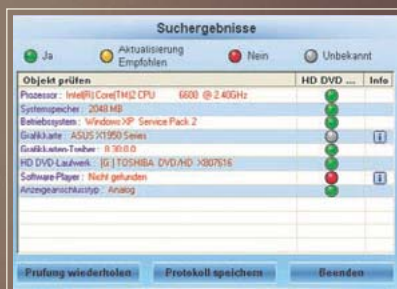 Suchergebnisse
Ja
Aktualisierung Empfohlen
Nein
Unbekannt
Objekt prüfen HD DVD ... Info
Prozessor : Intel(R) Core(TM)2 CPU 6600 @ 2.40GHz
Systemspeicher : 2048 MB
Betriebssystem : Windows XP Service Pack 2
Grafikkarte : ASUS X1950 Series
Grafikkarten-Treiber : 8.30.0.0
HD DVD-Laufwerk : [G:] TOSHIBA DVD/HD X807616
Software-Player : Nicht gefunden
Anzeigeanschlusstyp : Analog
Prüfung wiederholen Protokoll speichern Beenden